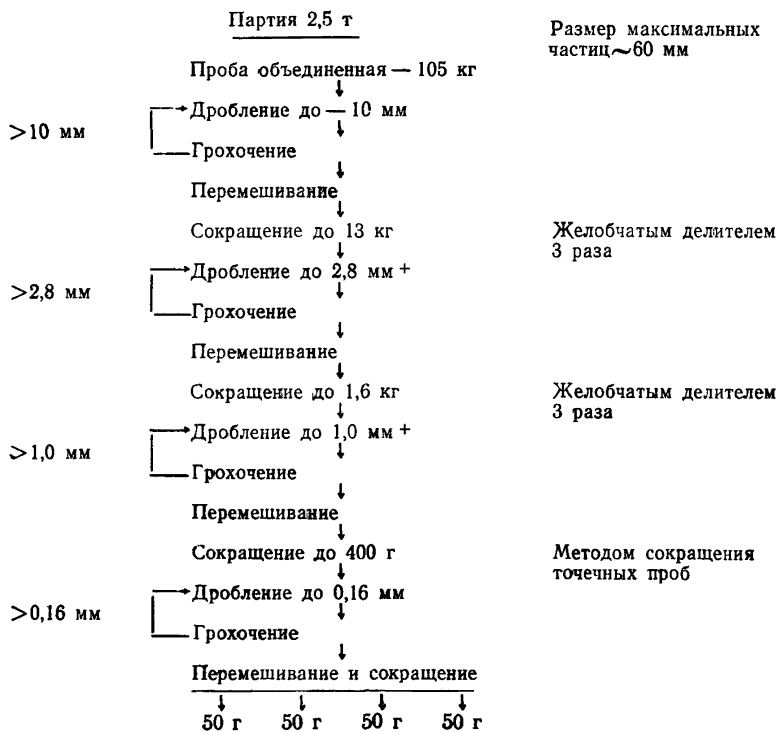 Партия 2,5 т
Размер максимальных
частиц~60 мм
Проба объединенная — 105 кг
Дробление до — 10 мм
>10 мм
Грохочение
Перемешивание
Сокращение до 13 кг
Желобчатым делителем
3 раза
Дробление до 2,8 мм +
>2,8 мм
Грохочение
Перемешивание
Сокращение до 1,6 кг
Желобчатым делителем
3 раза
Дробление до 1,0 мм +
>1,0 мм
Грохочение
Перемешивание
Сокращение до 400 г
Методом сокращения
точечных проб
Дробление до 0,16 мм
>0,16 мм
Грохочение
Перемешивание и сокращение
50 г 50 г 50 г 50 г